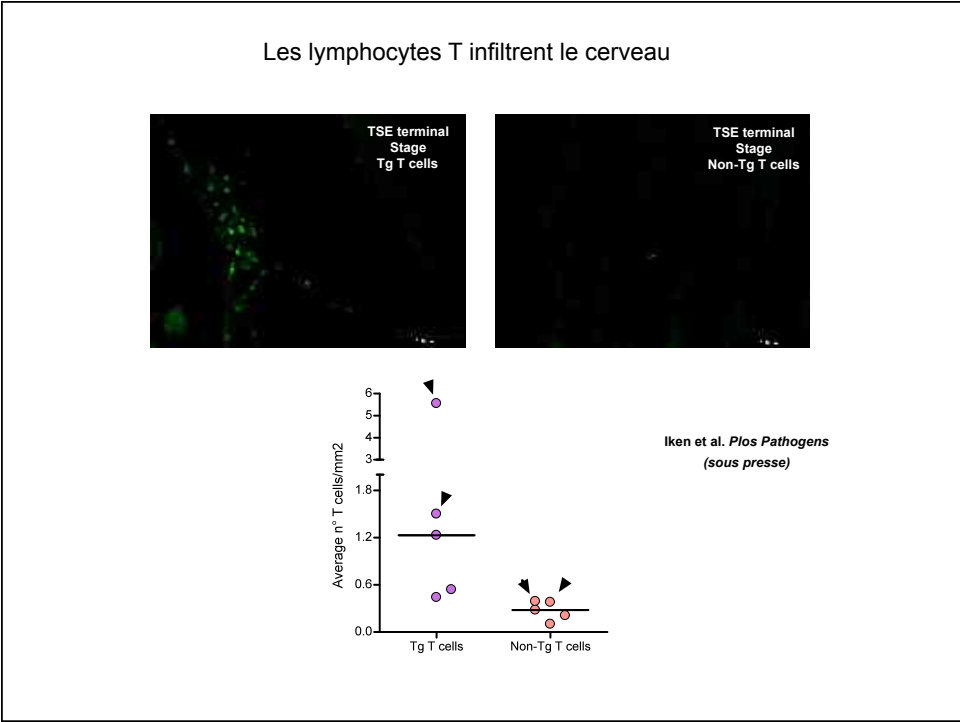 Les lymphocytes T infiltrent le cerveau
TSE terminal
Stage
Tg T cells
TSE terminal
Stage
Non-Tg T cells
6
5
4
3
1.8
1.2
0.6
0.0
Average n° T cells/mm2
Tg T cells
Non-Tg T cells
Iken et al. Plos Pathogens
(sous presse)